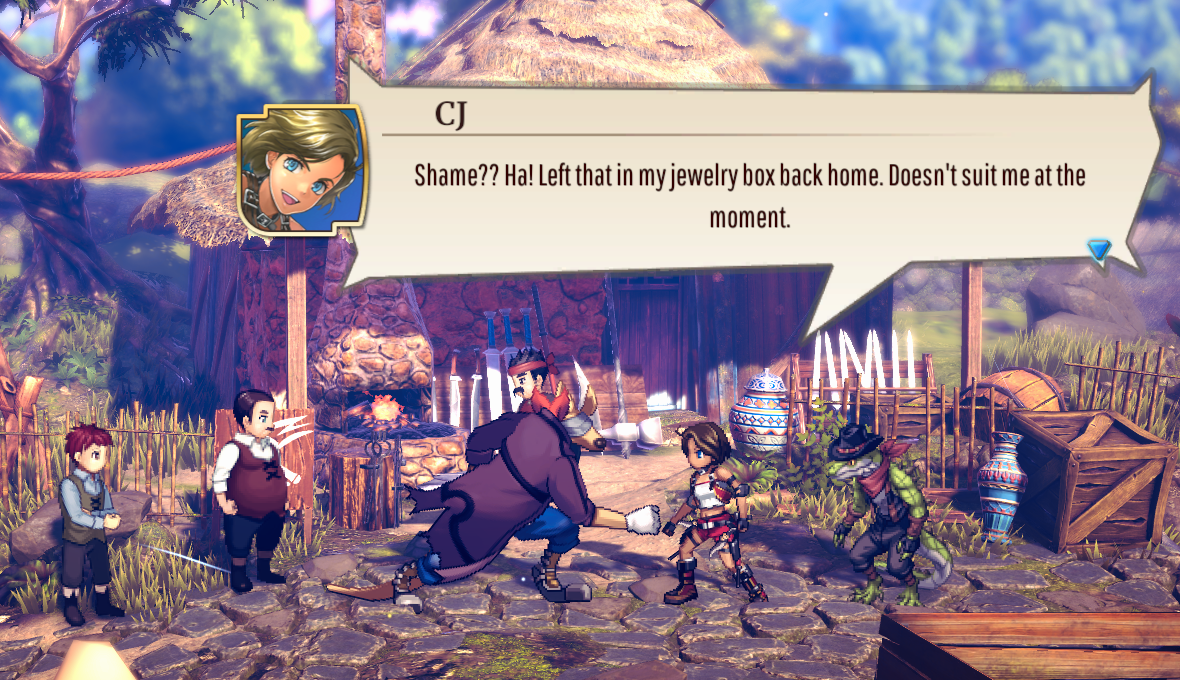 CJ
Shame?? Ha! Left that in my jewelry box back home. Doesn't suit me at the
moment.